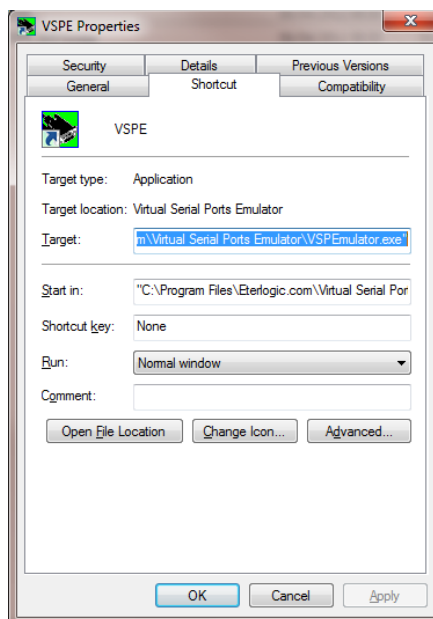 VSPE Properties
Security Details Previous Versions
General Shortcut Compatibility
VSPE
Target type: Application
Target location: Virtual Serial Ports Emulator
Target: m\Virtual Serial Ports Emulator\VSPEmulator.exe"
Start in: "C:\Program Files\Eterlogic.com\Virtual Serial Por
Shortcut key: None
Run: Normal window
Comment:
Open File Location Change Icon... Advanced...
OK Cancel Apply